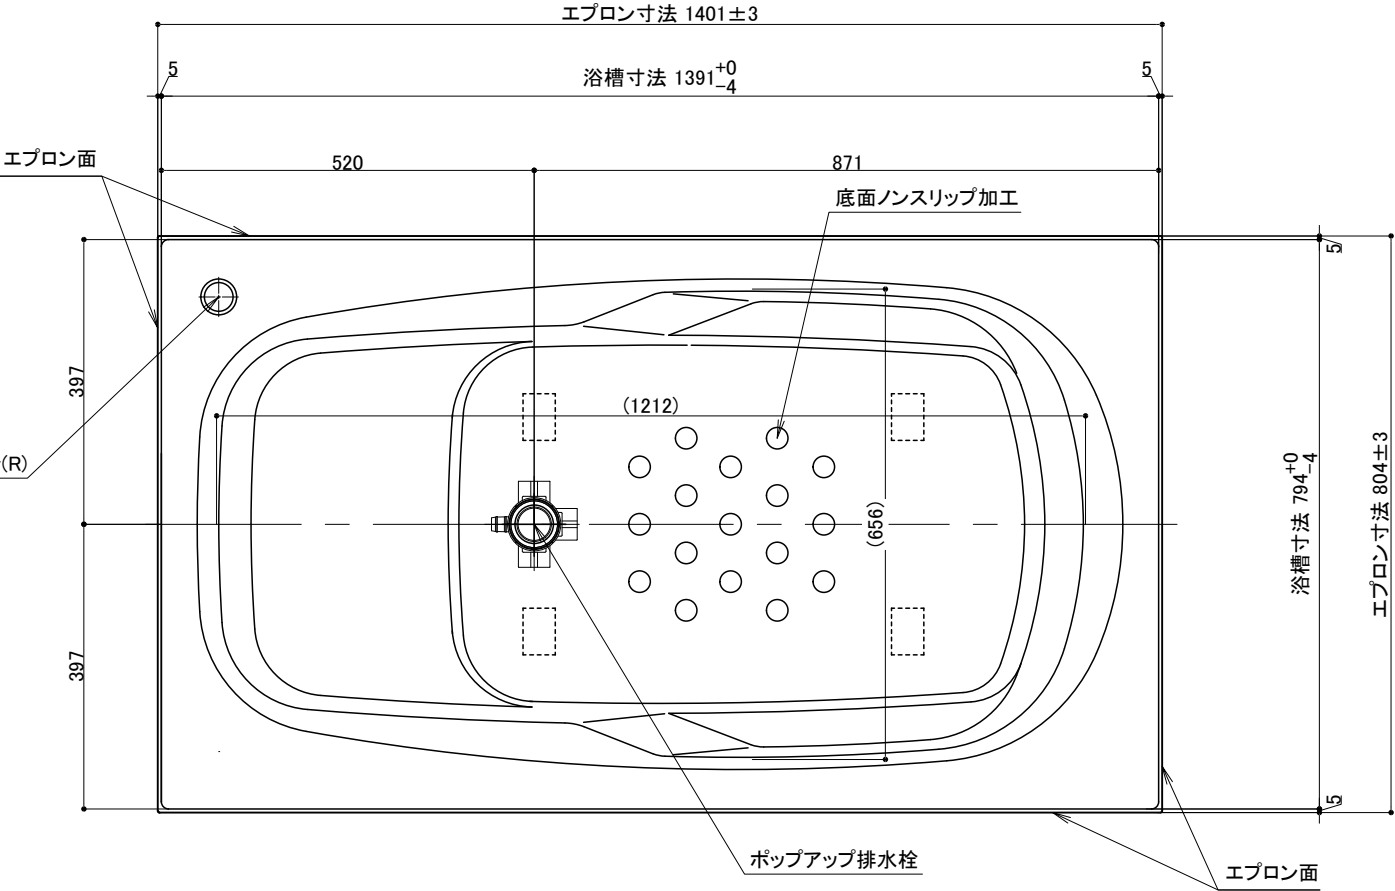 エプロン寸法 1401±3
5
浴槽寸法 1391+0-4
5
エプロン面
520
871
底面ノンスリップ加工
5
397
(1212)
(R)
(656)
浴槽寸法 794+0-4
エプロン寸法 804±3
397
5
ポップアップ排水栓
エプロン面